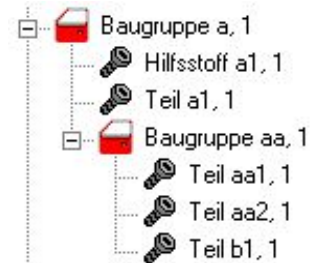 Baugruppe a, 1
Hilfsstoff a1, 1
Teil a1, 1
Baugruppe aa, 1
Teil aa1, 1
Teil aa2, 1
Teil b1, 1